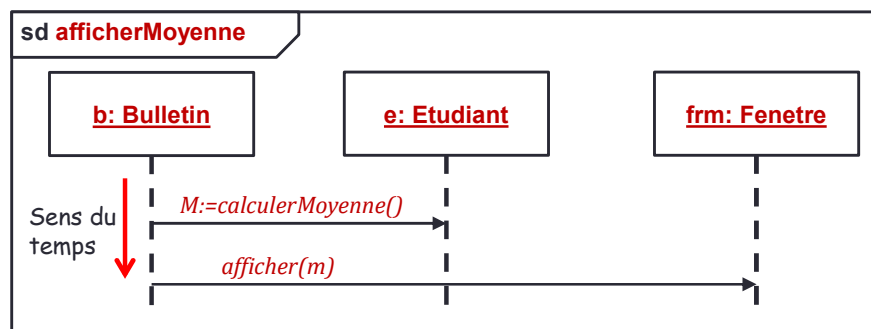 sd afficherMoyenne
b: Bulletin
e: Etudiant
frm: Fenetre
Sens du
temps
M:=calculerMoyenne()
afficher(m)